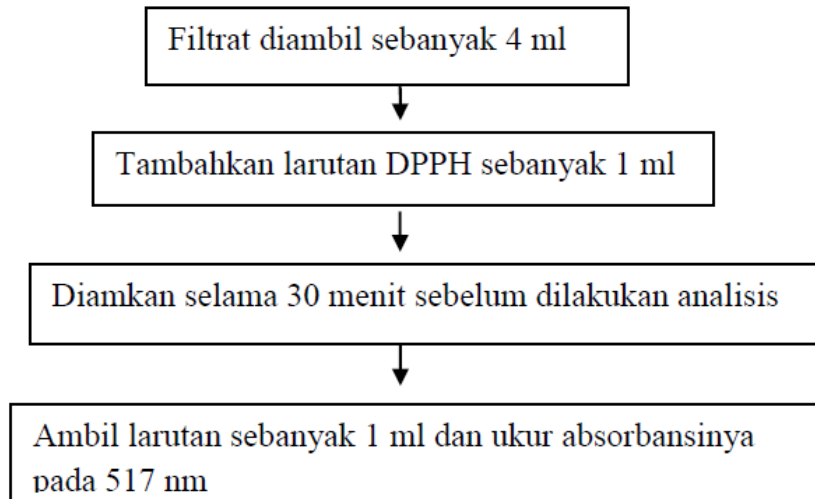 Filtrat diambil sebanyak 4 ml
Tambahkan larutan DPPH sebanyak 1 ml
Diamkan selama 30 menit sebelum dilakukan analisis
Ambil larutan sebanyak 1 ml dan ukur absorbansinya
pada 517 nm